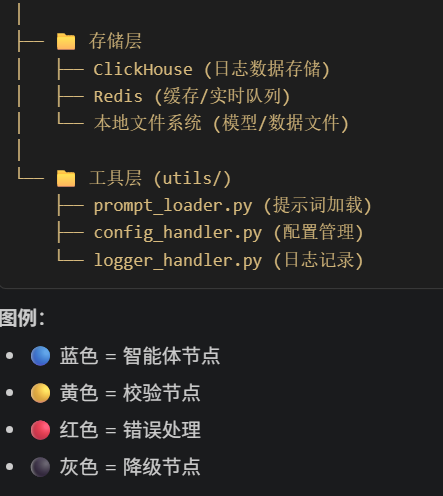 │
├── 📁 存储层
│   ├── ClickHouse (日志数据存储)
│   ├── Redis (缓存/实时队列)
│   └── 本地文件系统 (模型/数据文件)
│
└── 📁 工具层 (utils/)
    ├── prompt_loader.py (提示词加载)
    ├── config_handler.py (配置管理)
    └── logger_handler.py (日志记录)
图例：
• 🔵 蓝色 = 智能体节点
• 🟡 黄色 = 校验节点
• 🔴 红色 = 错误处理
• ⚫ 灰色 = 降级节点